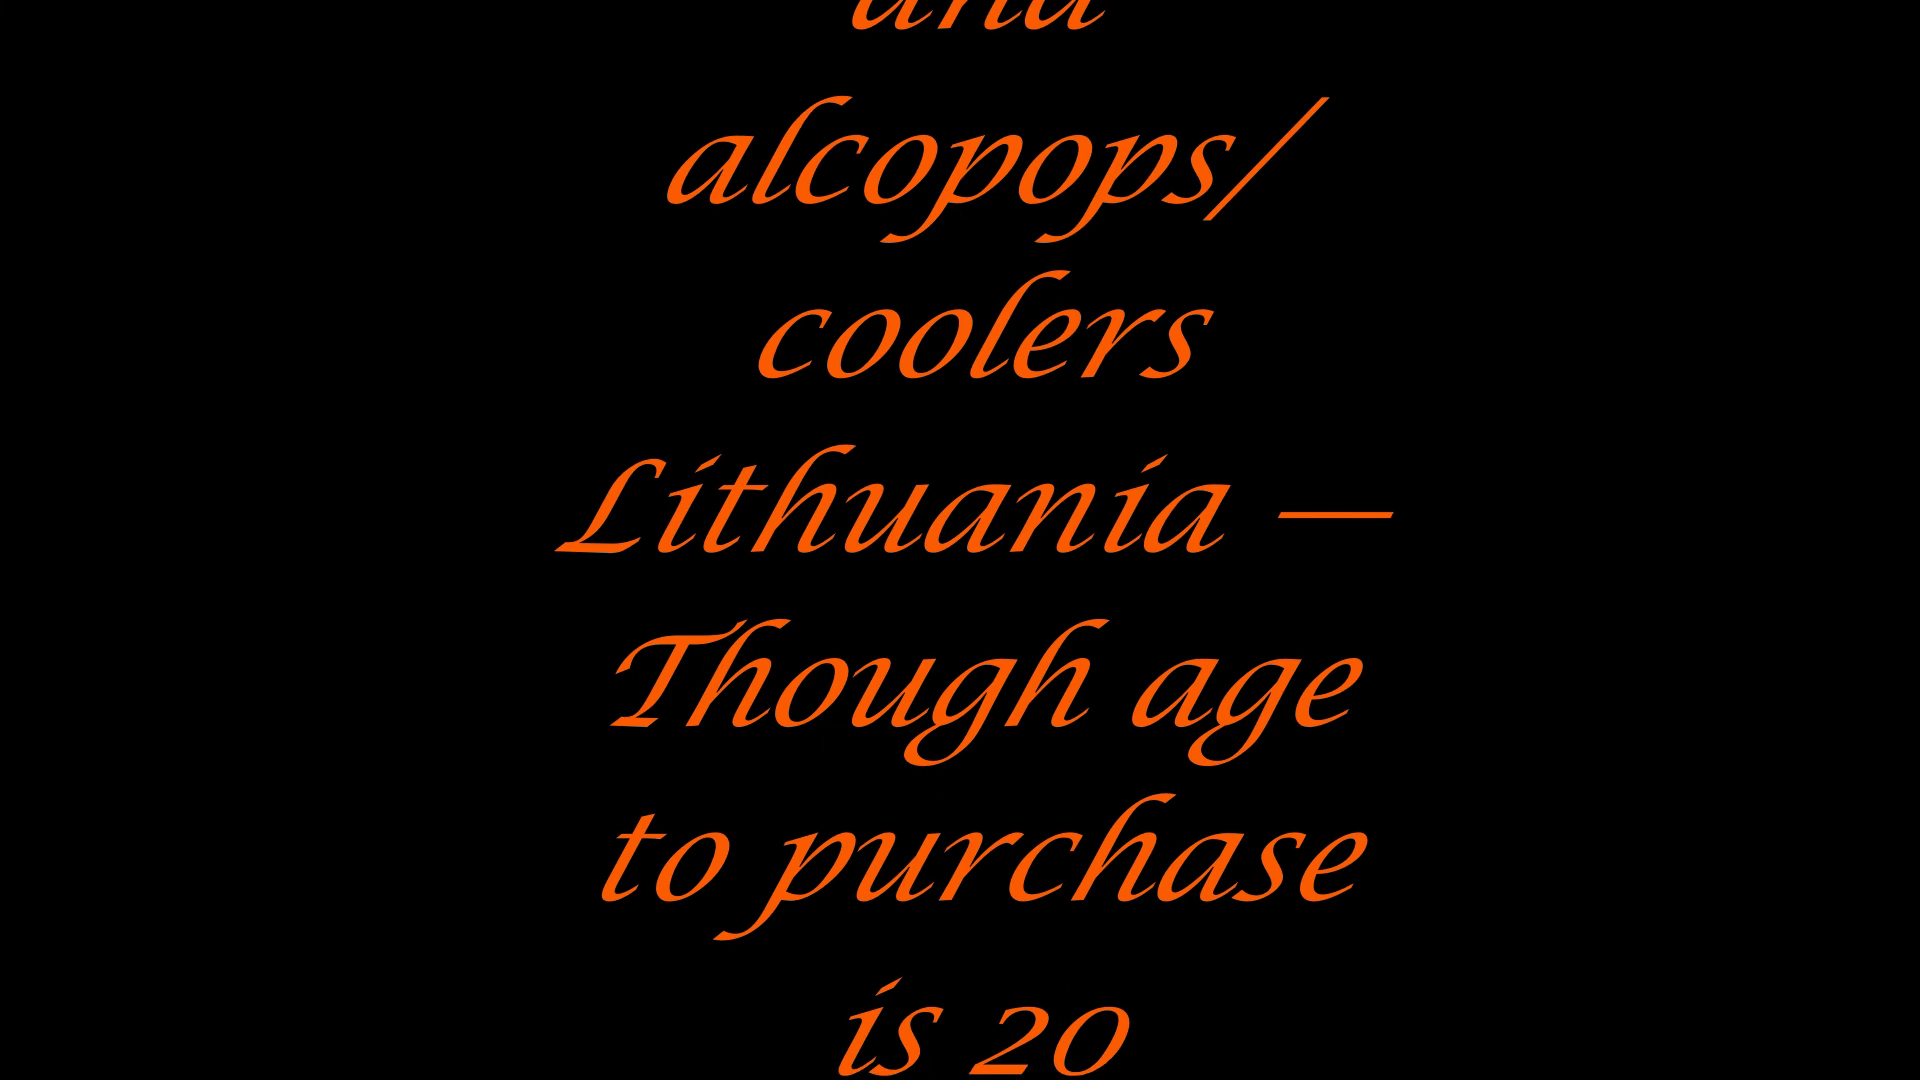 and
alcopops/
coolers
Lithuania —
Though age
to purchase
is 20